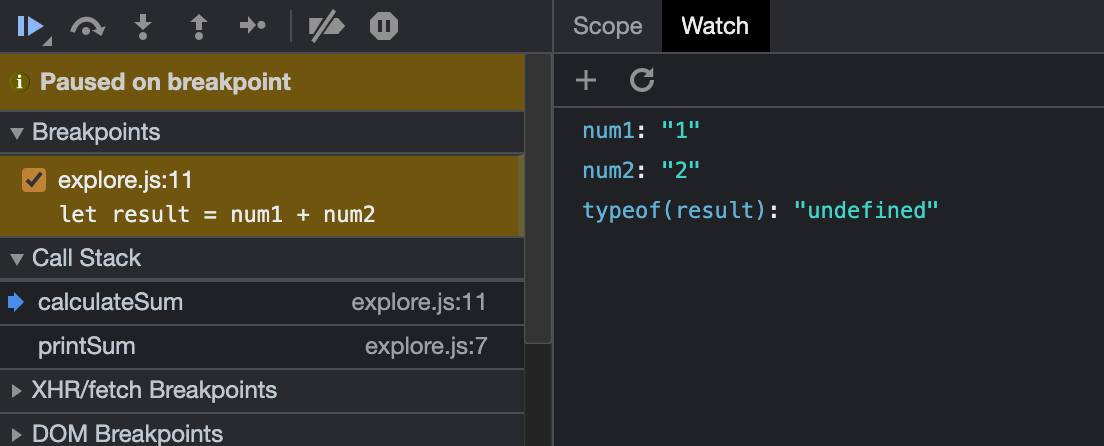 Paused on breakpoint
Breakpoints
explore.js:11
let result = num1 + num2
Call Stack
calculateSum explore.js:11
printSum explore.js:7
XHR/fetch Breakpoints
DOM Breakpoints
Scope Watch
num1: "1"
num2: "2"
typeof(result): "undefined"